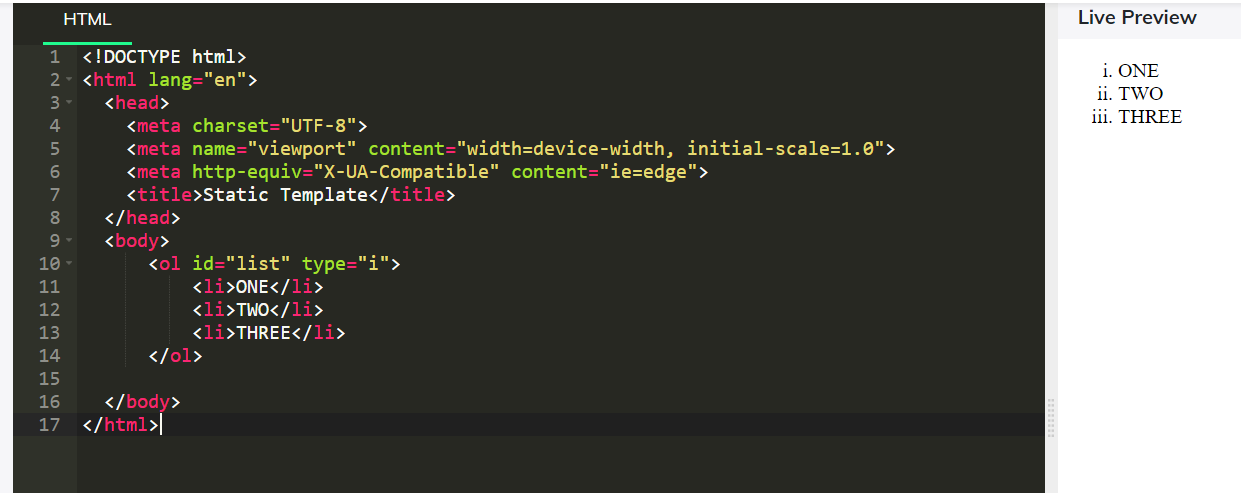 HTML
Live Preview
1 <!DOCTYPE html>
2 <html lang="en">
3 <head>
4 <meta charset="UTF-8">
5 <meta name="viewport" content="width=device-width, initial-scale=1.0">
6 <meta http-equiv="X-UA-Compatible" content="ie=edge">
7 <title>Static Template</title>
8 </head>
9 <body>
10 <ol id="list" type="i">
11 <li>ONE</li>
12 <li>TWO</li>
13 <li>THREE</li>
14 </ol>
15
16 </body>
17 </html>
i. ONE
ii. TWO
iii. THREE